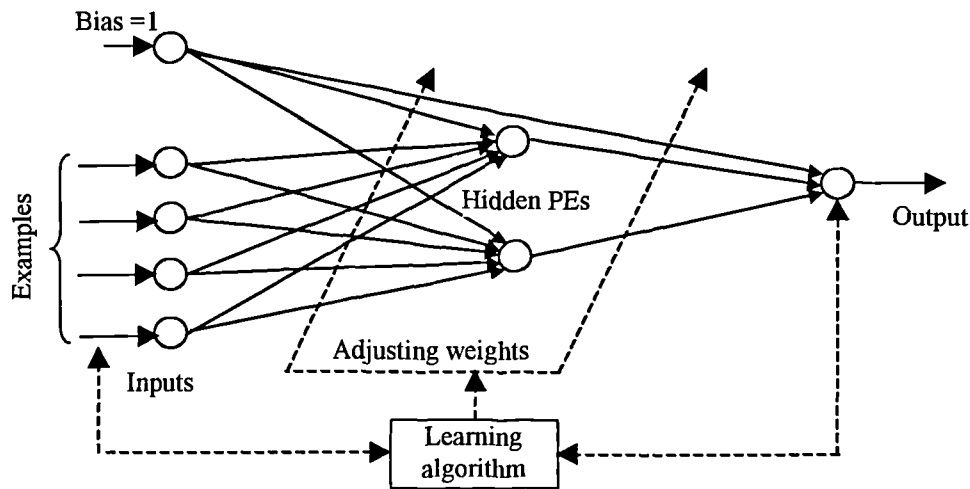 Bias =1
Examples
Hidden PEs
Output
Adjusting weights
Inputs
Learning
algorithm